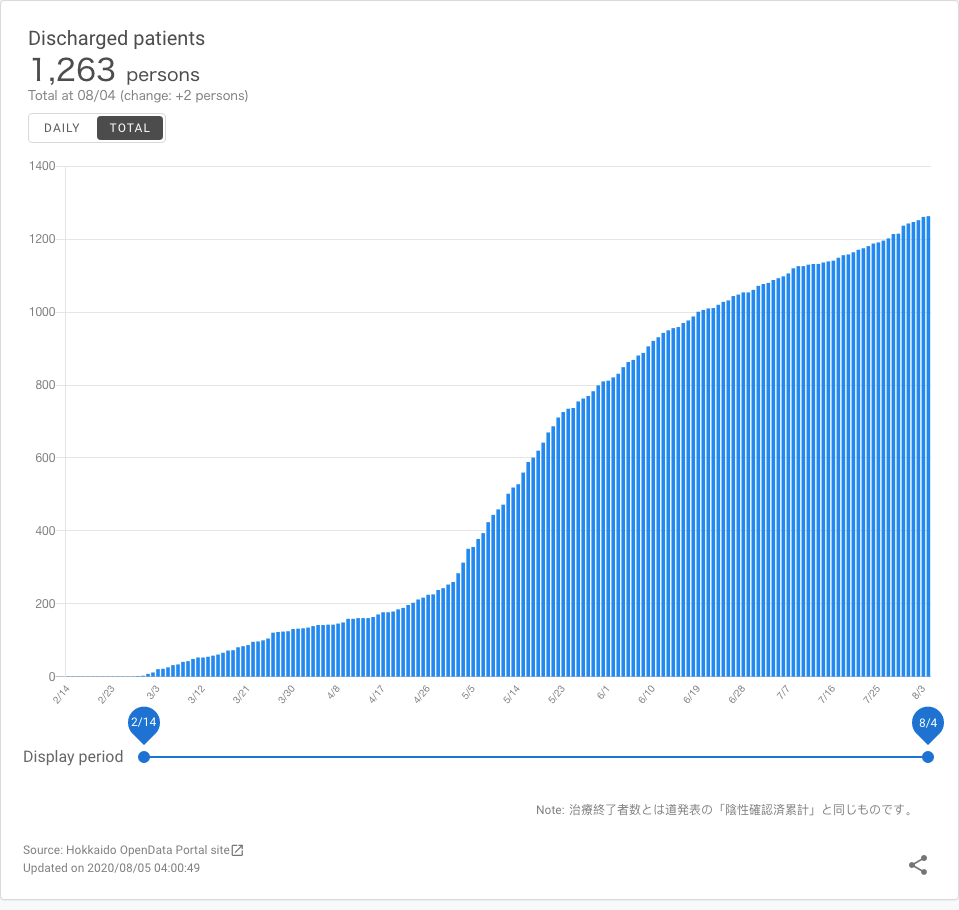 Discharged patients
1,263 persons
Total at 08/04 (change: +2 persons)
DAILY TOTAL
1400
1200
1000
800
600
400
200
0
2/14 2/23 3/3 3/12 3/21 3/30 4/8 4/17 4/26 5/5 5/14 5/23 6/1 6/10 6/19 6/28 7/7 7/16 7/25 8/3
2/14 8/4
Display period
Note: 治療終了者数とは道発表の「陰性確認済累計」と同じものです。
Source: Hokkaido OpenData Portal site
Updated on 2020/08/05 04:00:49